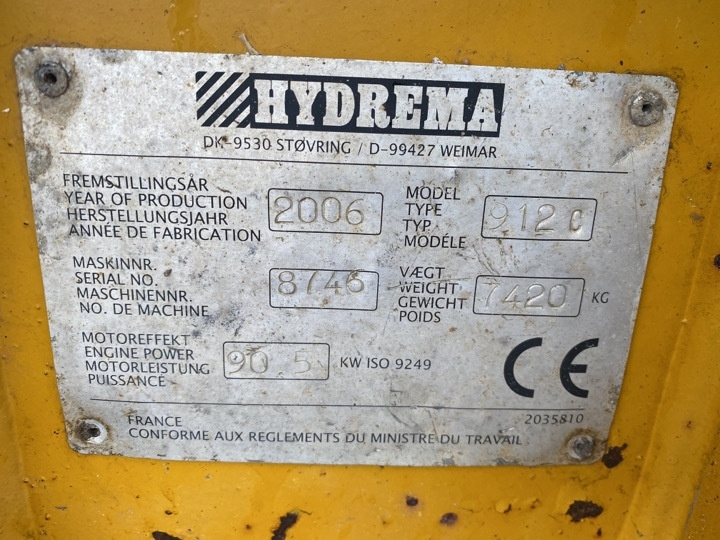 HYDREMA
DK-9530 STØVRING / D-99427 WEIMAR
FREMSTILLINGSÅR
YEAR OF PRODUCTION
HERSTELLUNGSJAHR
ANNÉE DE FABRICATION
2006
MODEL
TYPE
TYP
MODÉLE
912C
MASKINNR.
SERIAL NO.
MASCHINENNR.
NO. DE MACHINE
8746
VÆGT
WEIGHT
GEWICHT
POIDS
7420 KG
MOTOREFFEKT
ENGINE POWER
MOTORLEISTUNG
PUISSANCE
90 5 KW ISO 9249
CE
FRANCE
2035810
CONFORME AUX REGLEMENTS DU MINISTRE DU TRAVAIL